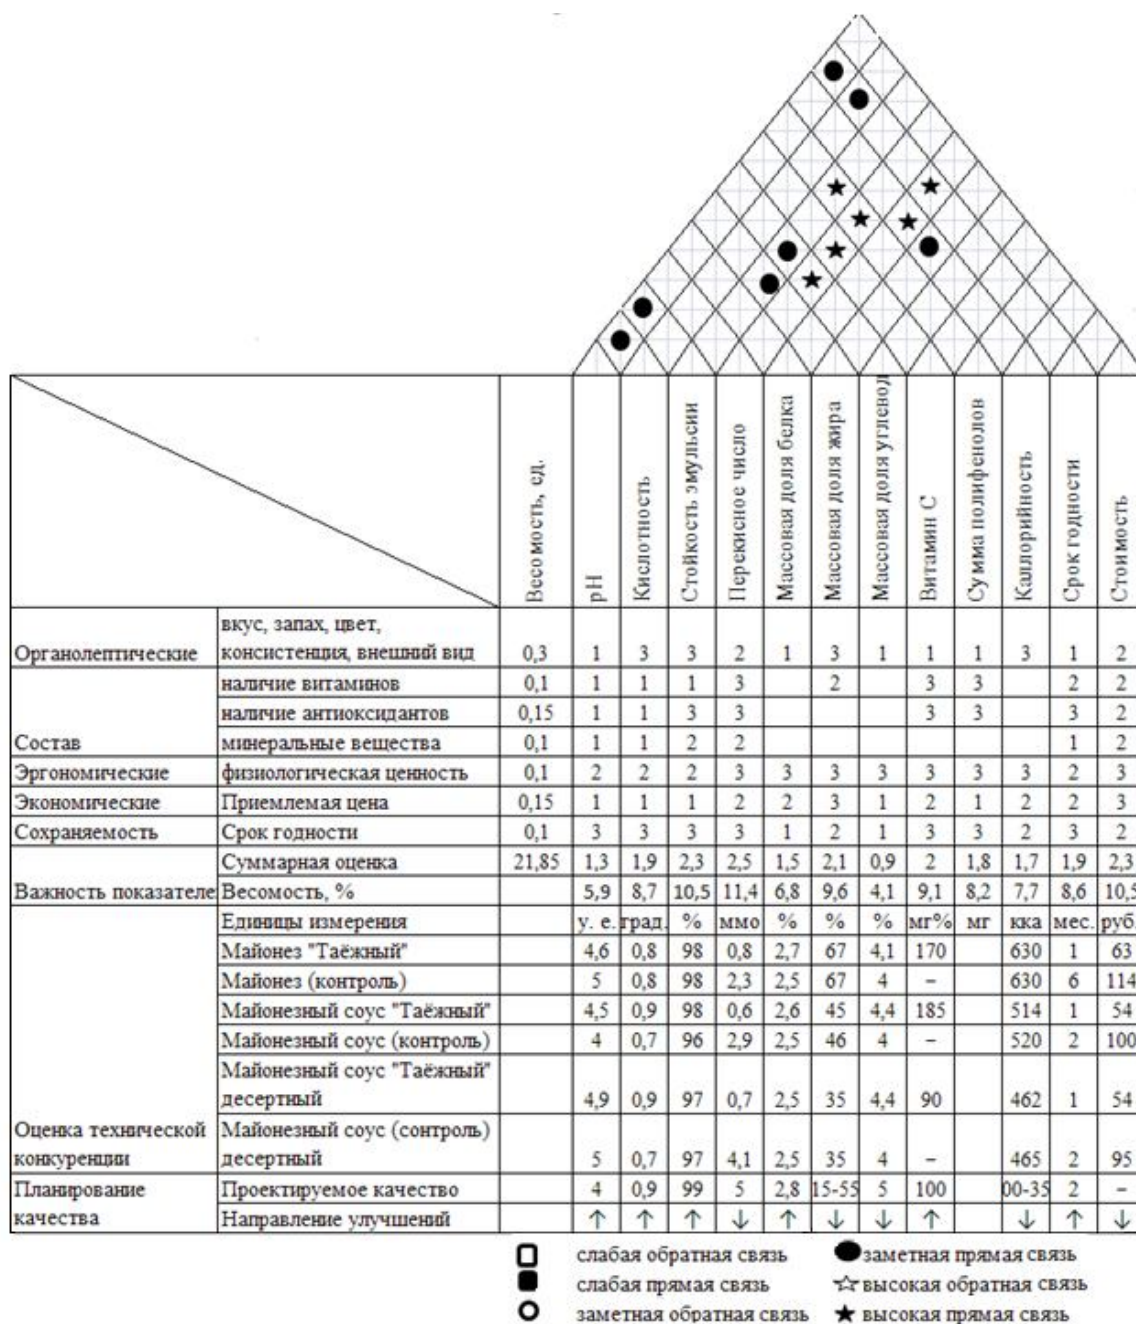 Весомость, ед.
рН
Кислотность
Стойкость эмульсии
Перекисное число
Массовая доля белка
Массовая доля жира
Массовая доля углевод
Витамин С
Сумма полифенолов
Каллорийность
Срок годности
Стоимость
Органолептические вкус, запах, цвет,
консистенция, внешний вид 0,3 1 3 3 2 1 3 1 1 1 3 1 2
наличие витаминов 0,1 1 1 1 3 2 3 3 2 2
наличие антиоксидантов 0,15 1 1 3 3 3 3 3 2
Состав минеральные вещества 0,1 1 1 2 2 1 2
Эргономические физиологическая ценность 0,1 2 2 2 3 3 3 3 3 3 3 2 3
Экономические Приемлемая цена 0,15 1 1 1 2 2 3 1 2 1 2 2 3
Сохраняемость Срок годности 0,1 3 3 3 3 1 2 1 3 3 2 3 2
Суммарная оценка 21,85 1,3 1,9 2,3 2,5 1,5 2,1 0,9 2 1,8 1,7 1,9 2,3
Важность показателе Весомость, % 5,9 8,7 10,5 11,4 6,8 9,6 4,1 9,1 8,2 7,7 8,6 10,5
Единицы измерения у. е. град. % ммо % % % мг% мг кка мес. руб.
Майонез "Таёжный" 4,6 0,8 98 0,8 2,7 67 4,1 170 630 1 63
Майонез (контроль) 5 0,8 98 2,3 2,5 67 4 – 630 6 114
Майонезный соус "Таёжный" 4,5 0,9 98 0,6 2,6 45 4,4 185 514 1 54
Майонезный соус (контроль) 4 0,7 96 2,9 2,5 46 4 – 520 2 100
Майонезный соус "Таёжный"
десертный 4,9 0,9 97 0,7 2,5 35 4,4 90 462 1 54
Оценка технической Майонезный соус (сонтроль)
конкуренции десертный 5 0,7 97 4,1 2,5 35 4 – 465 2 95
Планирование Проектируемое качество 4 0,9 99 5 2,8 15-55 5 100 00-35 2 –
качества Направление улучшений ↑ ↑ ↑ ↓ ↑ ↓ ↓ ↑ ↓ ↑ ↓
слабая обратная связь заметная прямая связь
слабая прямая связь высокая обратная связь
заметная обратная связь высокая прямая связь